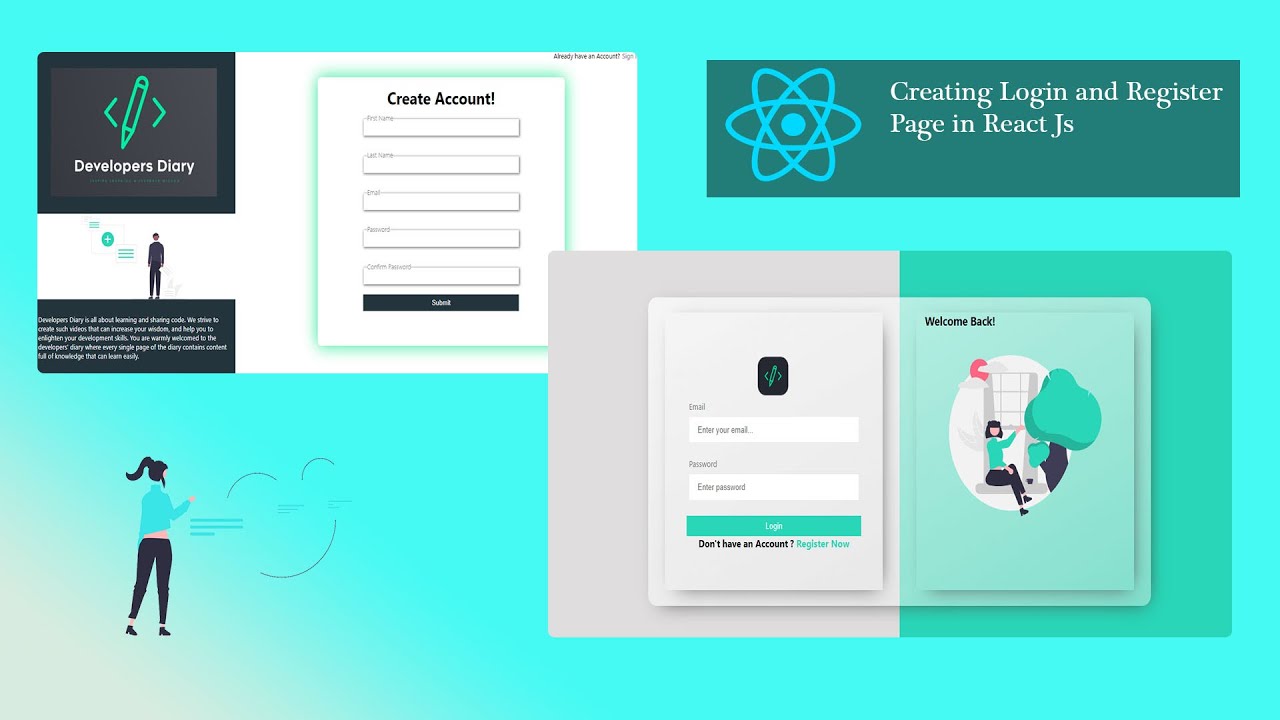 Already have an Account? Sign
Create Account!
First Name
Last Name
Email
Password
Confirm Password
Submit
Developers Diary
Developers Diary is all about learning and sharing code. We strive to
create such videos that can increase your wisdom, and help you to
enlighten your development skills. You are warmly welcomed to the
developers' diary where every single page of the diary contains content
full of knowledge that can learn easily.
Creating Login and Register
Page in React Js
Email
Enter your email...
Password
Enter password
Login
Don't have an Account ? Register Now
Welcome Back!